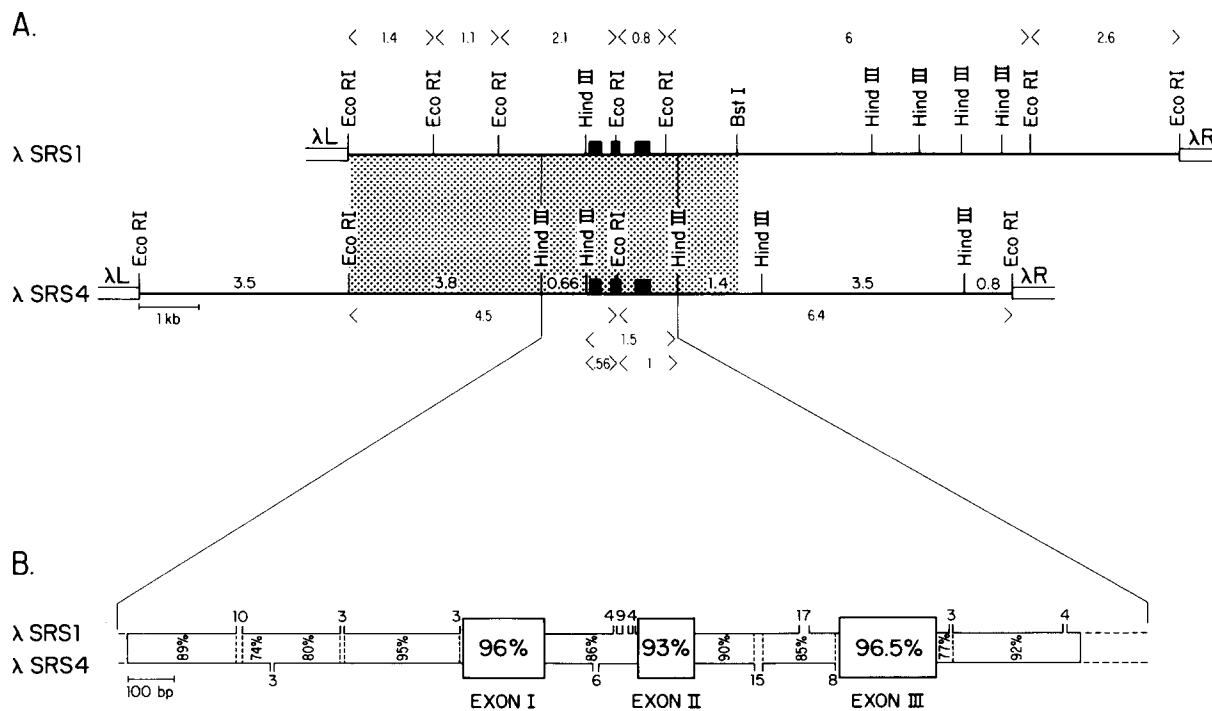 A.
1.4 1.1 2.1 0.8 6 2.6
Eco RI Eco RI Eco RI Hind III Eco RI Eco RI Bst I Hind III Hind III Hind III Hind III Eco RI Eco RI
λL λR
λ SRS1
Eco RI Eco RI Hind III Hind III Eco RI Hind III Hind III Hind III Eco RI
λL λR
λ SRS4
3.5 3.8 0.66 1.4 3.5 0.8
1 kb
4.5 6.4
1.5
.56 1
B.
10 3 3 494 17 3 4
λ SRS1
89% 74% 80% 95% 96% 86% 93% 90% 85% 96.5% 77% 92%
λ SRS4
3 6 15 8
100 bp
EXON I EXON II EXON III